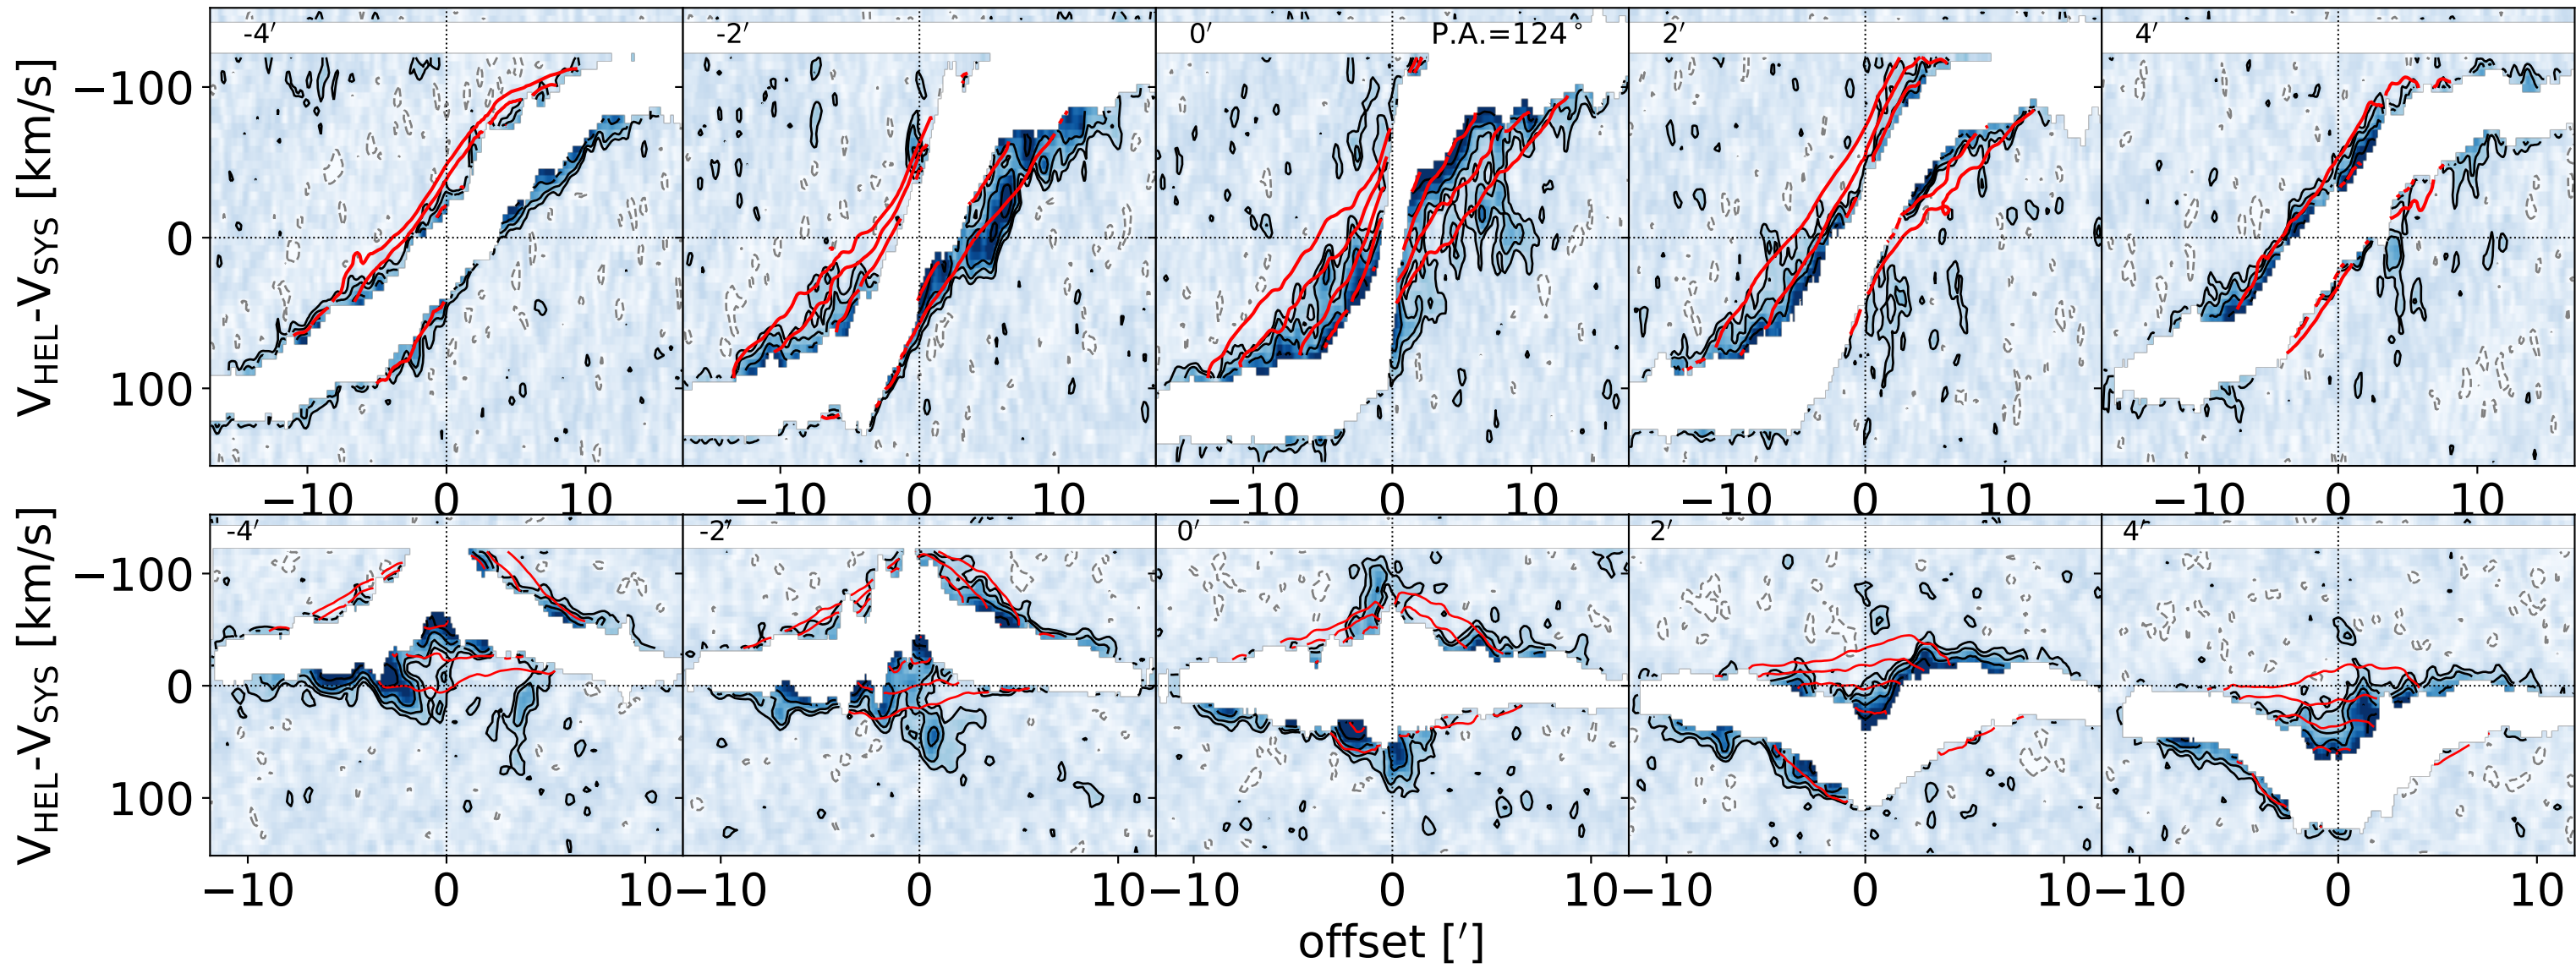 -4′ -2′ 0′ P.A.=124° 2′ 4′
V_HEL-V_SYS [km/s]
−100
0
100
−10 0 10 −10 0 10 −10 0 10 −10 0 10 −10 0 10
-4′ -2′ 0′ 2′ 4′
V_HEL-V_SYS [km/s]
−100
0
100
−10 0 10 −10 0 10 −10 0 10 −10 0 10 −10 0 10
offset [′]